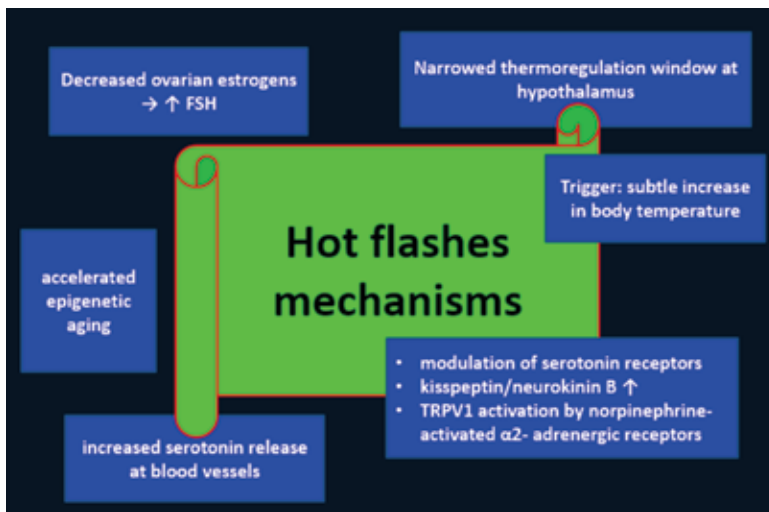 Decreased ovarian estrogens
→ ↑ FSH
Narrowed thermoregulation window at
hypothalamus
Trigger: subtle increase
in body temperature
Hot flashes
mechanisms
accelerated
epigenetic
aging
• modulation of serotonin receptors
• kisspeptin/neurokinin B ↑
• TRPV1 activation by norpinephrine-
activated α2- adrenergic receptors
increased serotonin release
at blood vessels